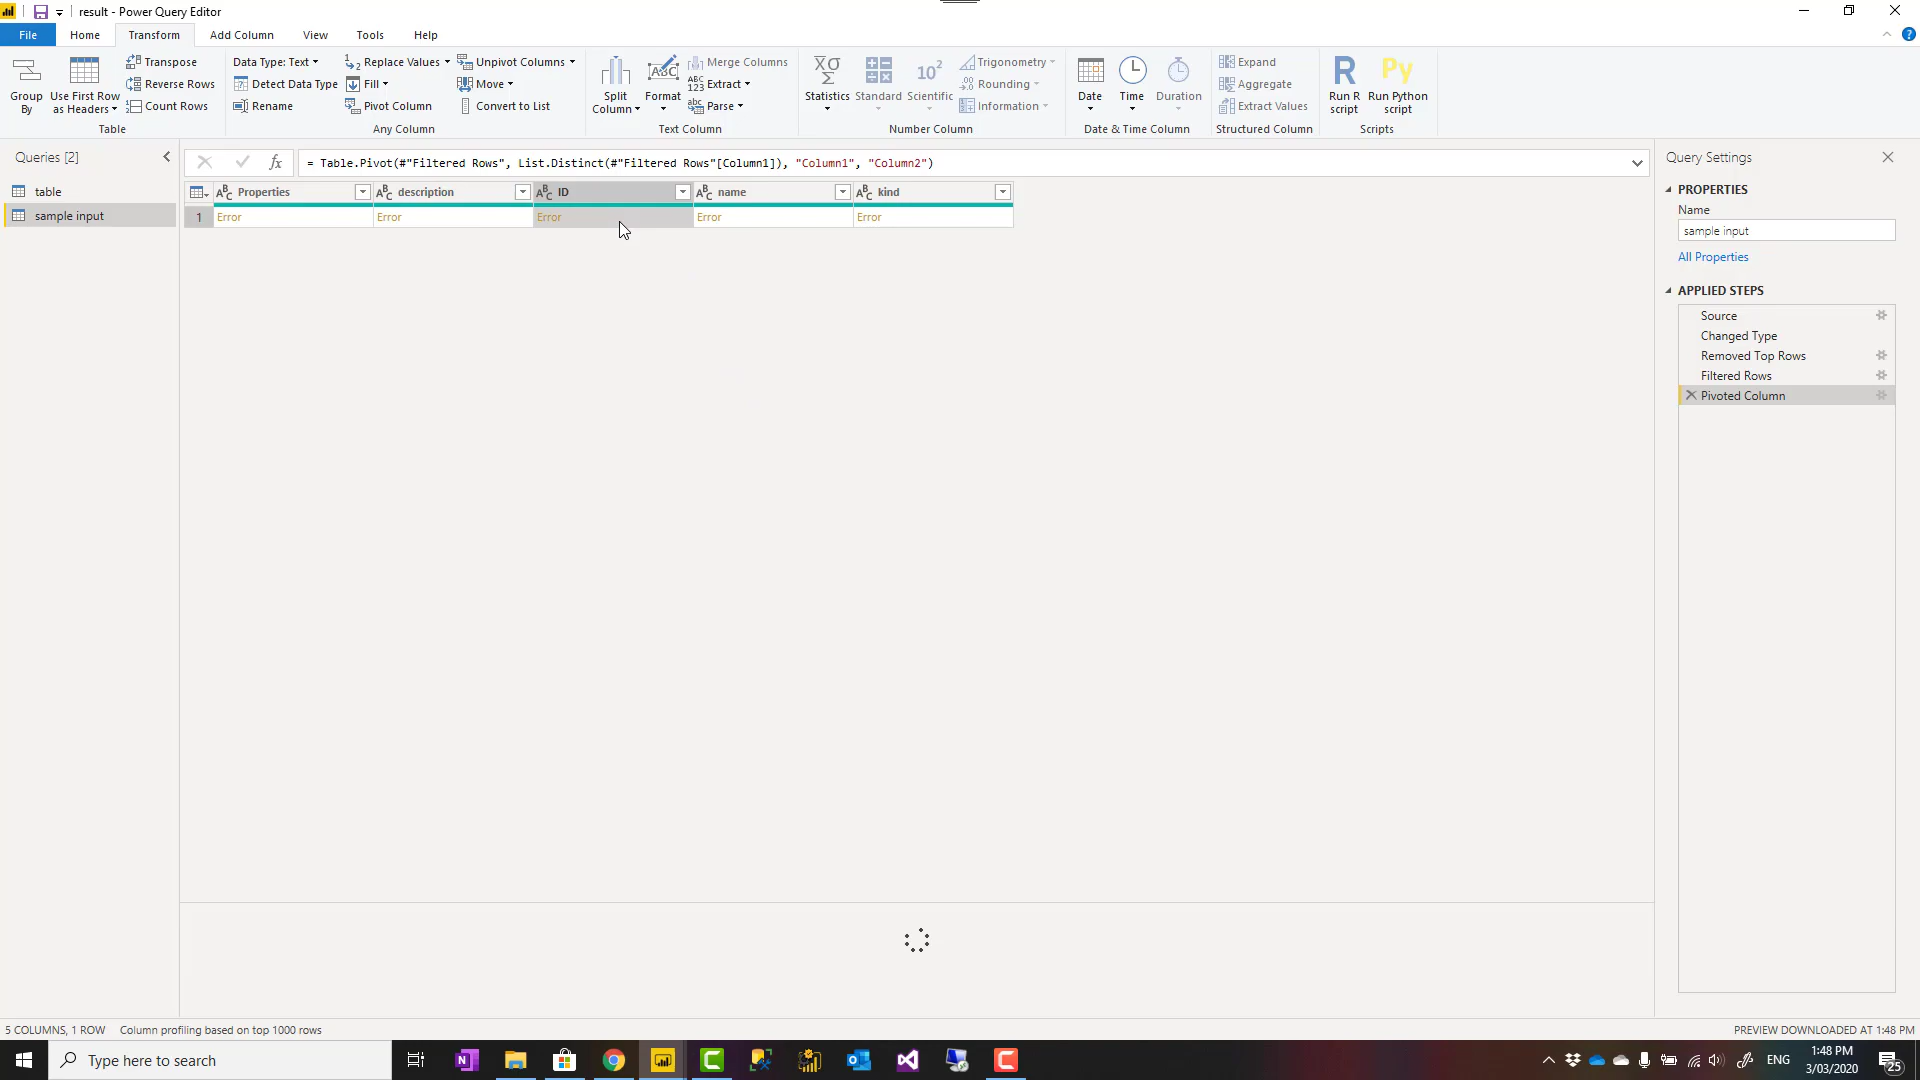 result - Power Query Editor
File Home Transform Add Column View Tools Help
Group By
Use First Row as Headers
Transpose
Reverse Rows
Count Rows
Table
Data Type: Text
Detect Data Type
Rename
Replace Values
Fill
Pivot Column
Unpivot Columns
Move
Convert to List
Any Column
Split Column
Format
Merge Columns
Extract
Parse
Text Column
Statistics
Standard
Scientific
Trigonometry
Rounding
Information
Number Column
Date
Time
Duration
Date & Time Column
Expand
Aggregate
Extract Values
Structured Column
Run R script
Run Python script
Scripts
Queries [2]
table
sample input
fx
= Table.Pivot(#"Filtered Rows", List.Distinct(#"Filtered Rows"[Column1]), "Column1", "Column2")
Properties description ID name kind
1 Error Error Error Error Error
Query Settings
PROPERTIES
Name
sample input
All Properties
APPLIED STEPS
Source
Changed Type
Removed Top Rows
Filtered Rows
Pivoted Column
5 COLUMNS, 1 ROW Column profiling based on top 1000 rows
PREVIEW DOWNLOADED AT 1:48 PM
Type here to search
ENG
1:48 PM
3/03/2020
25